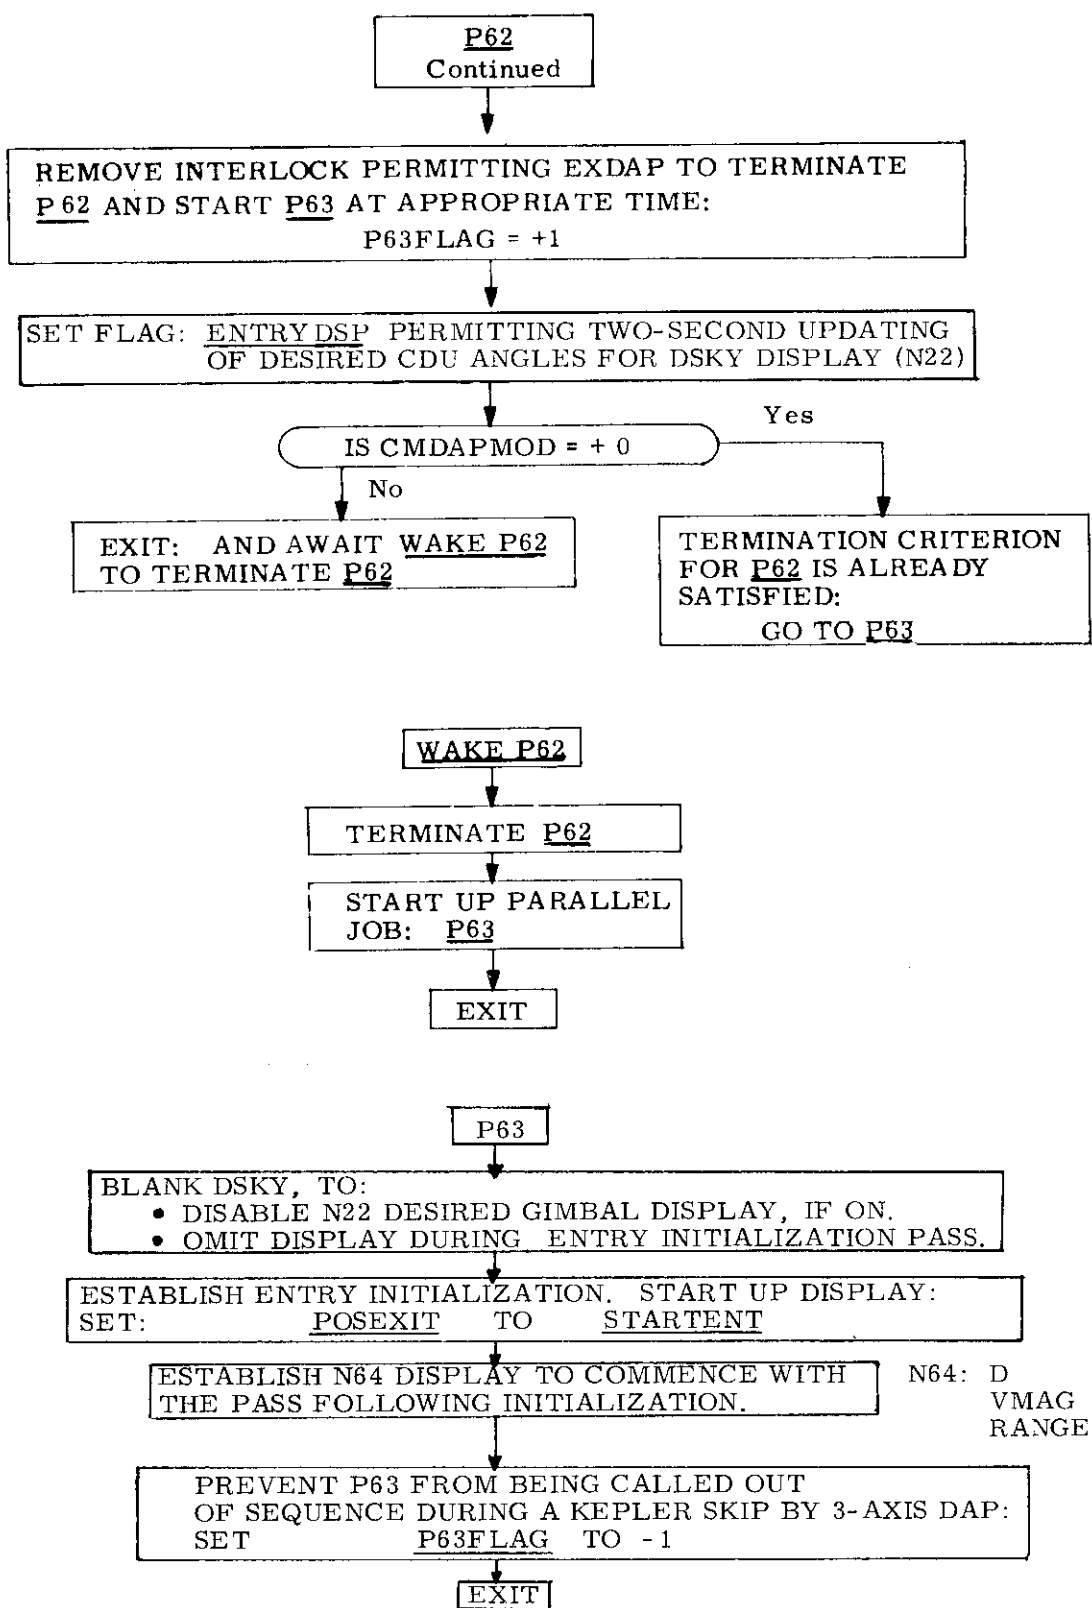 P62
Continued
REMOVE INTERLOCK PERMITTING EXDAP TO TERMINATE
P62 AND START P63 AT APPROPRIATE TIME:
P63FLAG = +1
SET FLAG: ENTRYDSP PERMITTING TWO-SECOND UPDATING
OF DESIRED CDU ANGLES FOR DSKY DISPLAY (N22)
Yes
IS CMDAPMOD = + 0
No
EXIT: AND AWAIT WAKE P62
TO TERMINATE P62
TERMINATION CRITERION
FOR P62 IS ALREADY
SATISFIED:
GO TO P63
WAKE P62
TERMINATE P62
START UP PARALLEL
JOB: P63
EXIT
P63
BLANK DSKY, TO:
• DISABLE N22 DESIRED GIMBAL DISPLAY, IF ON.
• OMIT DISPLAY DURING ENTRY INITIALIZATION PASS.
ESTABLISH ENTRY INITIALIZATION. START UP DISPLAY:
SET: POSEXIT TO STARTENT
ESTABLISH N64 DISPLAY TO COMMENCE WITH
THE PASS FOLLOWING INITIALIZATION.
N64: D
VMAG
RANGE
PREVENT P63 FROM BEING CALLED OUT
OF SEQUENCE DURING A KEPLER SKIP BY 3-AXIS DAP:
SET P63FLAG TO -1
EXIT